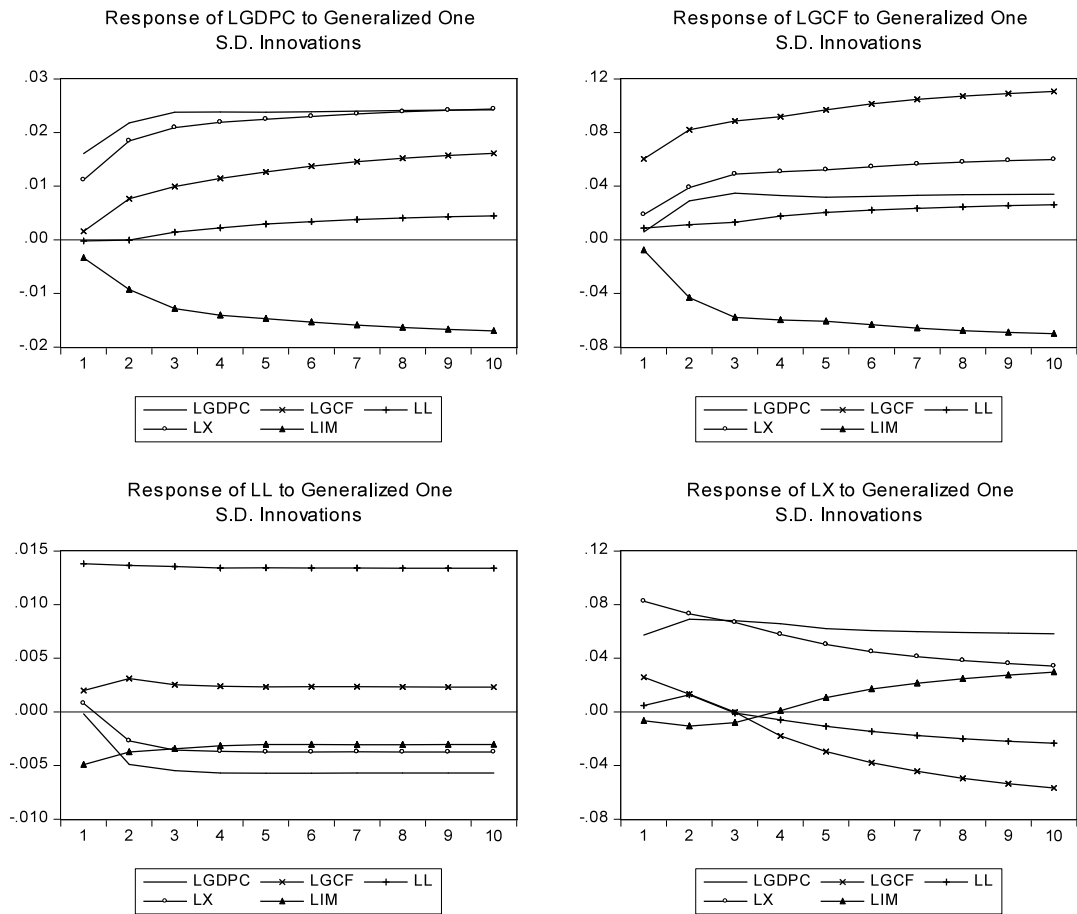 Response of LGDPC to Generalized One
S.D. Innovations
.03
.02
.01
.00
-.01
-.02
1 2 3 4 5 6 7 8 9 10
LGDPC LGCF LL
LX LIM
Response of LGCF to Generalized One
S.D. Innovations
.12
.08
.04
.00
-.04
-.08
1 2 3 4 5 6 7 8 9 10
LGDPC LGCF LL
LX LIM
Response of LL to Generalized One
S.D. Innovations
.015
.010
.005
.000
-.005
-.010
1 2 3 4 5 6 7 8 9 10
LGDPC LGCF LL
LX LIM
Response of LX to Generalized One
S.D. Innovations
.12
.08
.04
.00
-.04
-.08
1 2 3 4 5 6 7 8 9 10
LGDPC LGCF LL
LX LIM